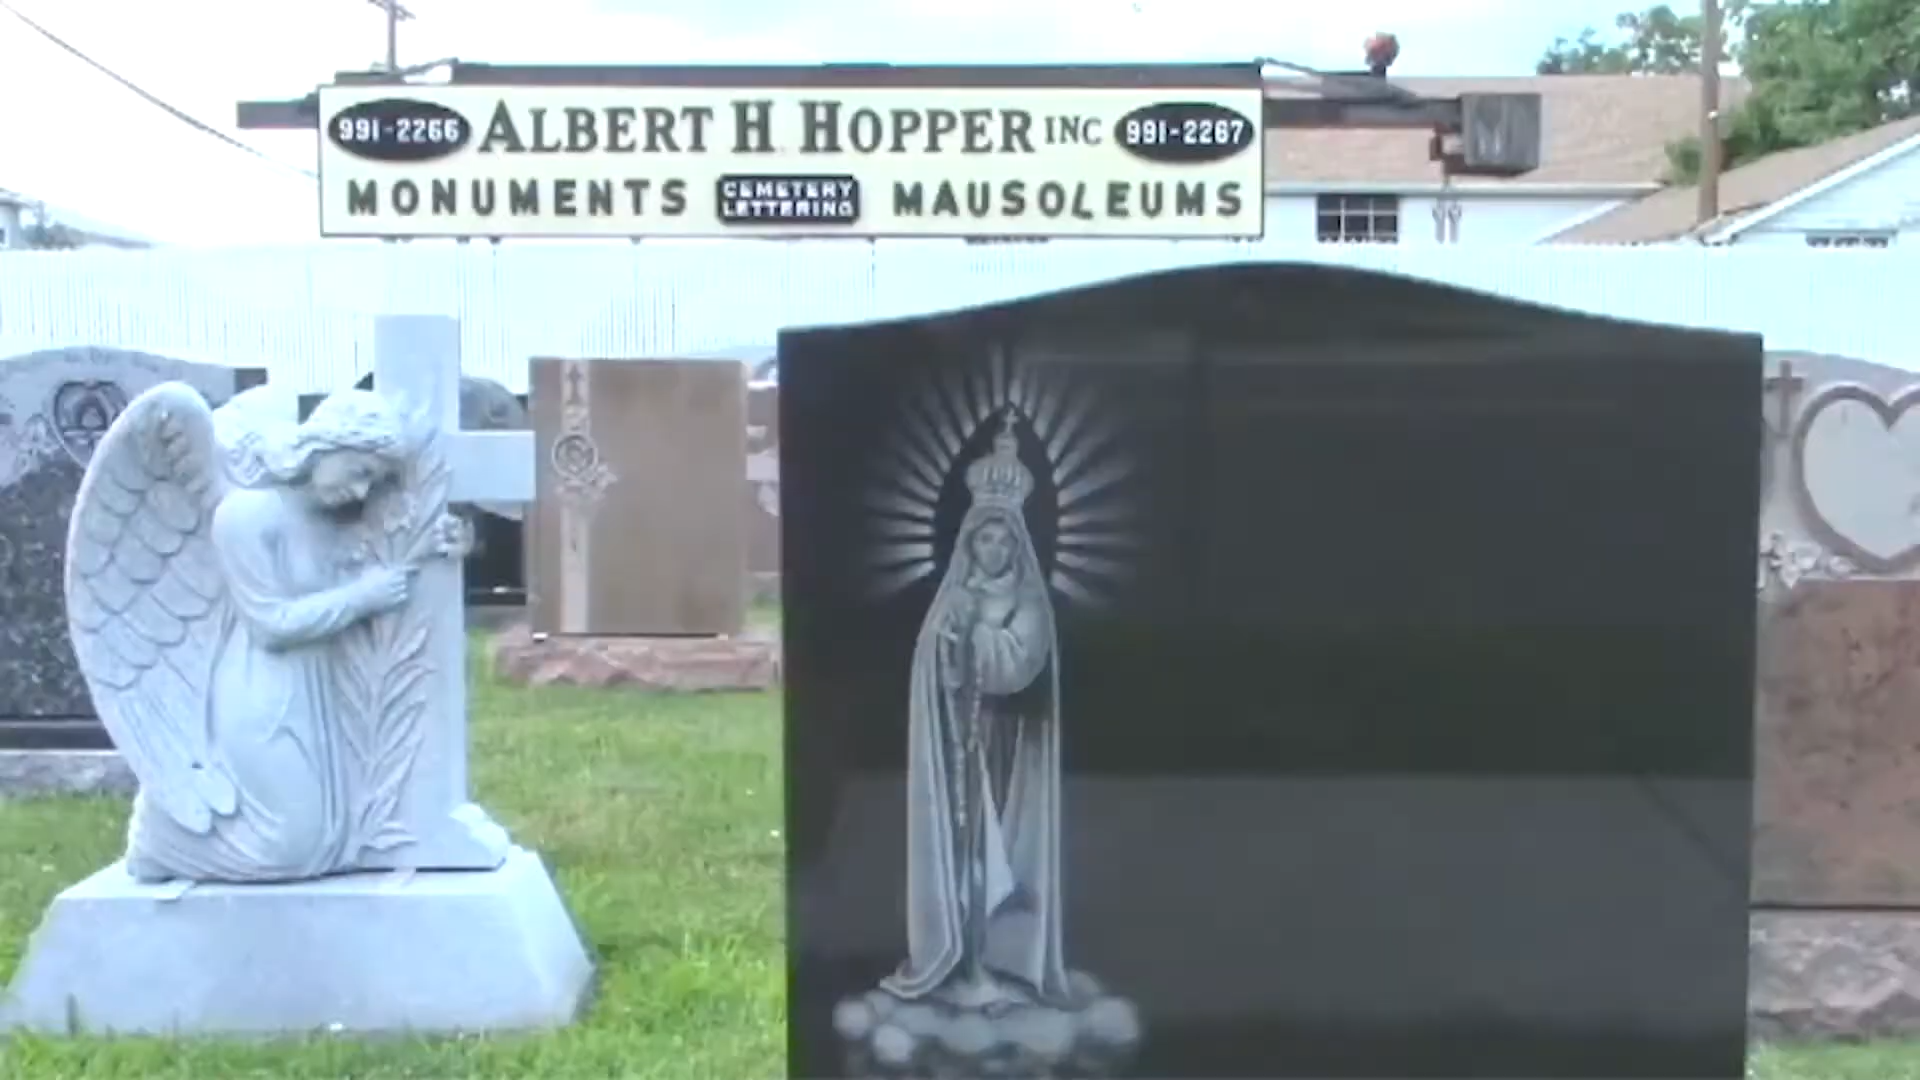 991-2266 ALBERT H. HOPPER INC 991-2267
MONUMENTS CEMETERY LETTERING MAUSOLEUMS